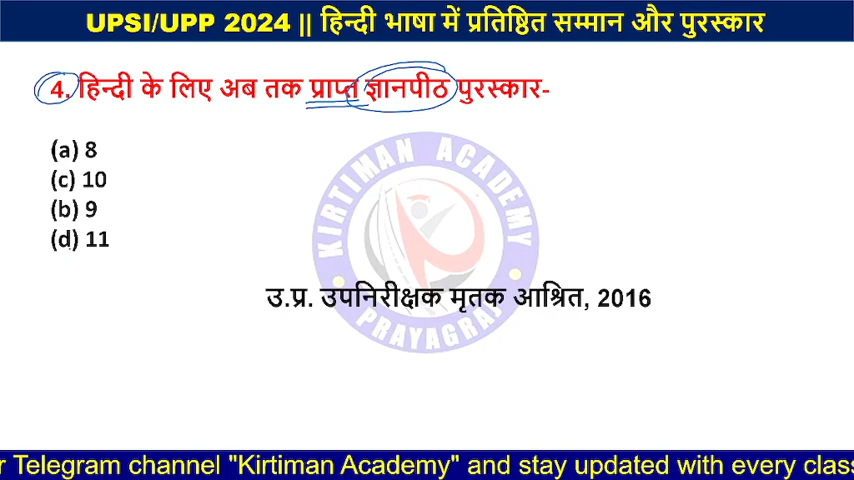 UPSI/UPP 2024 || हिन्दी भाषा में प्रतिष्ठित सम्मान और पुरस्कार
4. हिन्दी के लिए अब तक प्राप्त ज्ञानपीठ पुरस्कार-
(a) 8
(c) 10
(b) 9
(d) 11
KIRTIMAN ACADEMY
PRAYAGRAJ
उ.प्र. उपनिरीक्षक मृतक आश्रित, 2016
r Telegram channel "Kirtiman Academy" and stay updated with every class